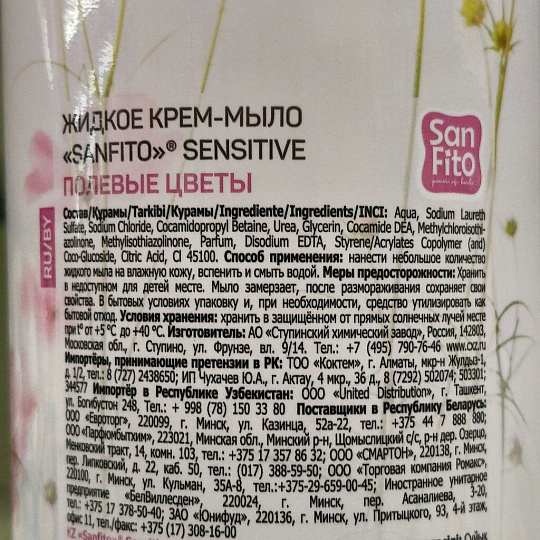 ЖИДКОЕ КРЕМ-МЫЛО
«SANFITO»® SENSITIVE
ПОЛЕВЫЕ ЦВЕТЫ
San
Fito
power of herbs
RU/BY
Состав/Курамы/Tarkibi/Курамы/Ingrediente/Ingredients/INCI: Aqua, Sodium Laureth
Sulfate, Sodium Chloride, Cocamidopropyl Betaine, Urea, Glycerin, Cocamide DEA, Methylchloroisothi-
azolinone, Methylisothiazolinone, Parfum, Disodium EDTA, Styrene/Acrylates Copolymer (and)
Coco-Glucoside, Citric Acid, CI 45100. Способ применения: нанести небольшое количество
жидкого мыла на влажную кожу, вспенить и смыть водой. Меры предосторожности: Хранить
в недоступном для детей месте. Мыло замерзает, после размораживания сохраняет свои
свойства. В бытовых условиях упаковку и, при необходимости, средство утилизировать как
бытовой отход. Условия хранения: хранить в защищённом от прямых солнечных лучей месте
при t° от +5 °С до +40 °С. Изготовитель: АО «Ступинский химический завод», Россия, 142803,
Московская обл., г. Ступино, ул. Фрунзе, вл. 9/14. Тел.: +7 (495) 790-76-46 www.cxz.ru
Импортёры, принимающие претензии в РК: ТОО «Коктем», г. Алматы, мкр-н Жулдыз-1,
д. 1/2, тел.: 8 (727) 2438650; ИП Чухачев Ю.А., г. Актау, 4 мкр., 36 д., 8 (7292) 502074; 503301;
34577 Импортёр в Республике Узбекистан: ООО «United Distribution», г. Ташкент,
ул. Богибустон 248, Тел.: + 998 (78) 150 33 80 Поставщики в Республику Беларусь:
ООО «Евроторг», 220099, г. Минск, ул. Казинца, 52а-22, тел.: +375 44 7 888 880;
ООО «Парфюмбытхим», 223021, Минская обл., Минский р-н, Щомыслицкий с/с, р-н дер. Озерцо,
Менковский тракт, 14, комн. 103, тел.: +375 17 357 86 32; ООО «СМАРТОН», 220138, г. Минск,
пер. Липковский, д. 22, каб. 50, тел.: (017) 388-59-50; ООО «Торговая компания Ромакс»,
220100, г. Минск, ул. Кульман, 35А-8, тел.:+375-29-659-00-45; Иностранное унитарное
предприятие «БелВиллесден», 220024, г. Минск, пер. Асаналиева, 3-20,
тел.: +375 17 378-50-40; ЗАО «Юнифуд», 220136, г. Минск, ул. Притыцкого, 93, 4-й этаж,
офис 11, тел./факс: +375 (17) 308-16-00